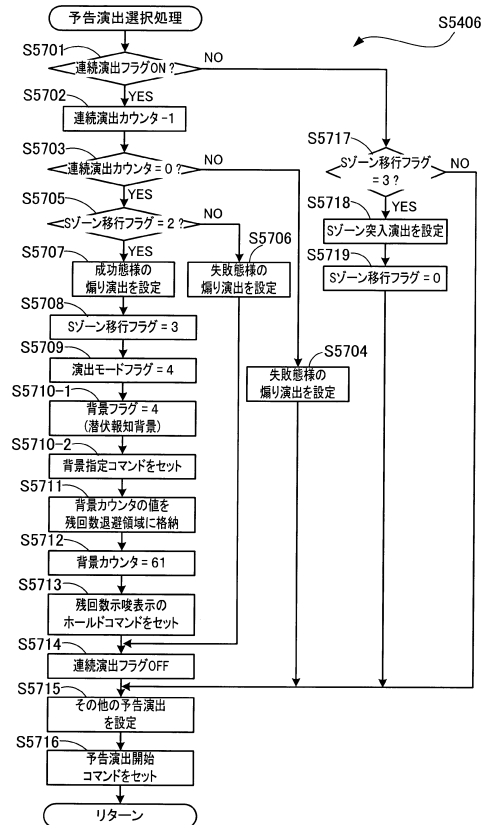 予告演出選択処理
S5406
S5701
連続演出フラグON?
NO
YES
S5702
連続演出カウンタ-1
S5703
連続演出カウンタ=0?
NO
YES
S5705
Sゾーン移行フラグ=2?
NO
YES
S5706
失敗態様の
煽り演出を設定
S5707
成功態様の
煽り演出を設定
S5708
Sゾーン移行フラグ=3
S5709
演出モードフラグ=4
S5710-1
背景フラグ=4
(潜伏報知背景)
S5710-2
背景指定コマンドをセット
S5711
背景カウンタの値を
残回数退避領域に格納
S5712
背景カウンタ=61
S5713
残回数示唆表示の
ホールドコマンドをセット
S5714
連続演出フラグOFF
S5704
失敗態様の
煽り演出を設定
S5717
Sゾーン移行フラグ
=3?
NO
YES
S5718
Sゾーン突入演出を設定
S5719
Sゾーン移行フラグ=0
S5715
その他の予告演出
を設定
S5716
予告演出開始
コマンドをセット
リターン